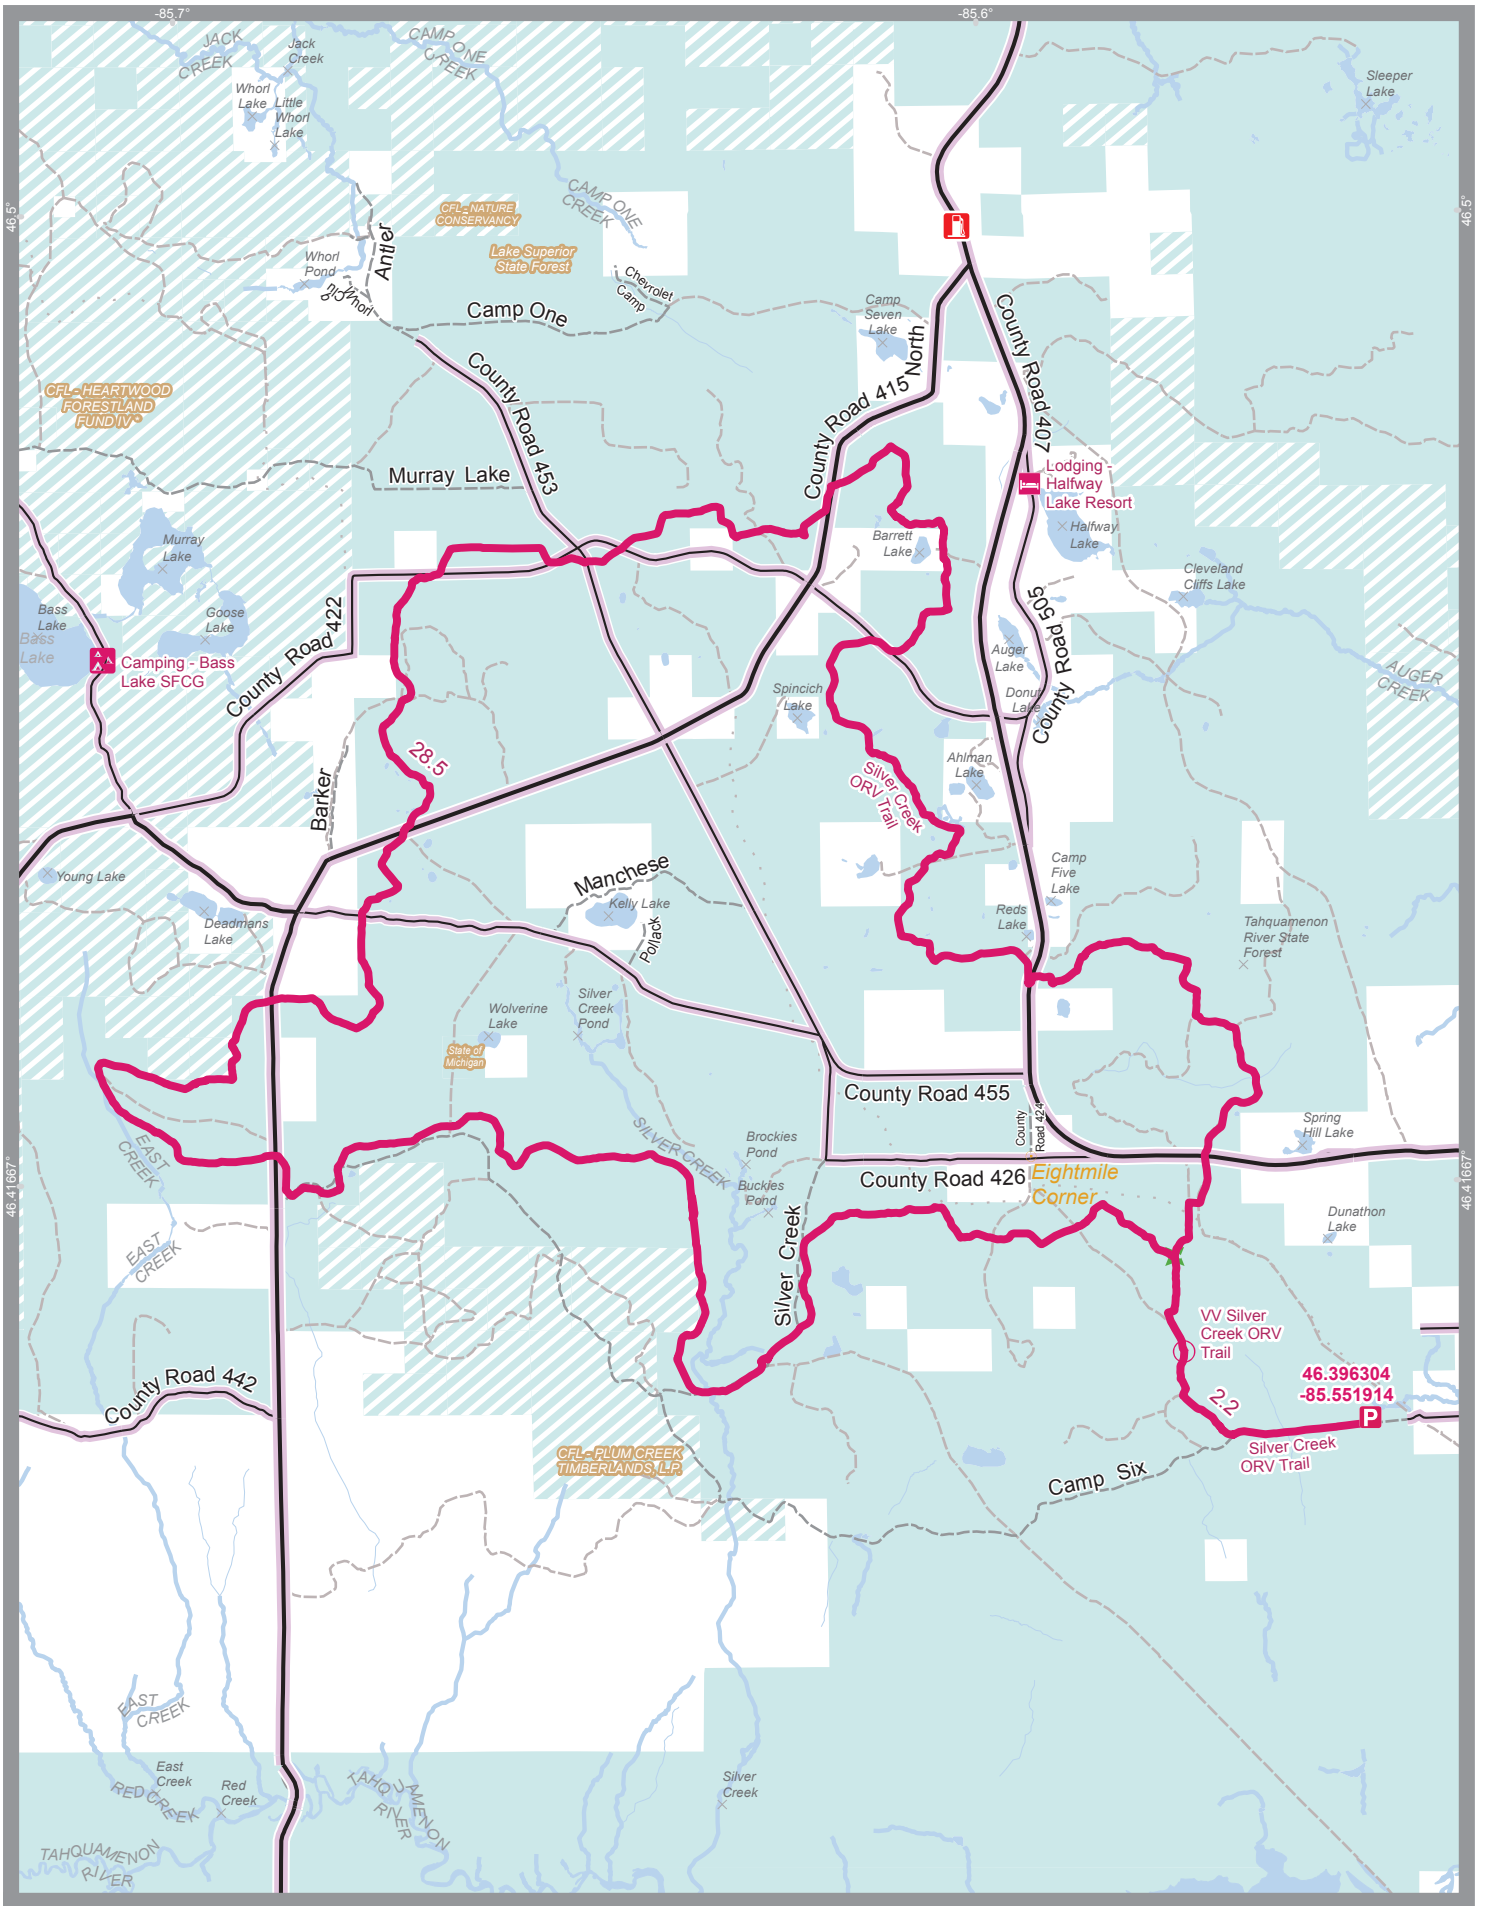 -85.7°
-85.6°
JACK
CREEK
Jack
Creek
CAMP ONE
CREEK
Sleeper
Lake
Whorl
Lake
Little
Whorl
Lake
46.5°
46.5°
CAMP ONE
CREEK
CFL - NATURE
CONSERVANCY
Lake Superior
State Forest
Antler
Whorl
Pond
Whorl
Clb
Chevrolet
Camp
Camp One
Camp
Seven
Lake
North
County Road 407
County Road 453
County Road 415
CFL - HEARTWOOD
FORESTLAND
FUND IV
Murray Lake
Lodging -
Halfway
Lake Resort
Halfway
Lake
Barrett
Lake
Murray
Lake
Cleveland
Cliffs Lake
Bass
Lake
Bass
Lake
Goose
Lake
County Road 422
Camping - Bass
Lake SFCG
County Road 505
Auger
Lake
AUGER
CREEK
Spincich
Lake
Donut
Lake
28.5
Barker
Silver Creek
ORV Trail
Ahlman
Lake
Manchese
Kelly Lake
Pollack
Young Lake
Camp
Five
Lake
Deadmans
Lake
Reds
Lake
Tahquamenon
River State
Forest
Wolverine
Lake
Silver
Creek
Pond
State of
Michigan
County Road 455
County
Road 424
Spring
Hill Lake
EAST
CREEK
SILVER CREEK
Brockies
Pond
Buckies
Pond
County Road 426
Eightmile
Corner
46.41667°
46.41667°
Dunathon
Lake
EAST
CREEK
Silver Creek
VV Silver
Creek ORV
Trail
46.396304
-85.551914
P
2.2
Silver Creek
ORV Trail
County Road 442
CFL - PLUM CREEK
TIMBERLANDS, L.P.
Camp Six
EAST
CREEK
East
Creek
RED CREEK
Red
Creek
TAHQUAMENON
RIVER
Silver
Creek
TAHQUAMENON
RIVER